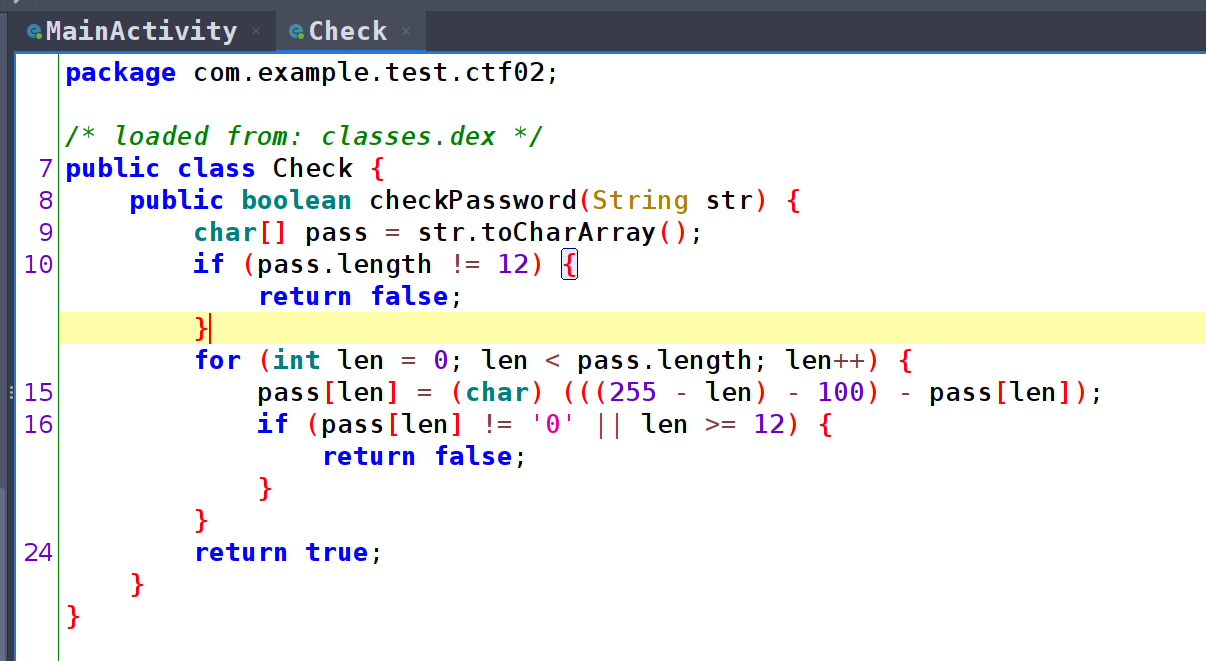 MainActivity × Check ×
package com.example.test.ctf02;
/* loaded from: classes.dex */
7 public class Check {
8 public boolean checkPassword(String str) {
9 char[] pass = str.toCharArray();
10 if (pass.length != 12) {
return false;
}
for (int len = 0; len < pass.length; len++) {
15 pass[len] = (char) (((255 - len) - 100) - pass[len]);
16 if (pass[len] != '0' || len >= 12) {
return false;
}
}
24 return true;
}
}